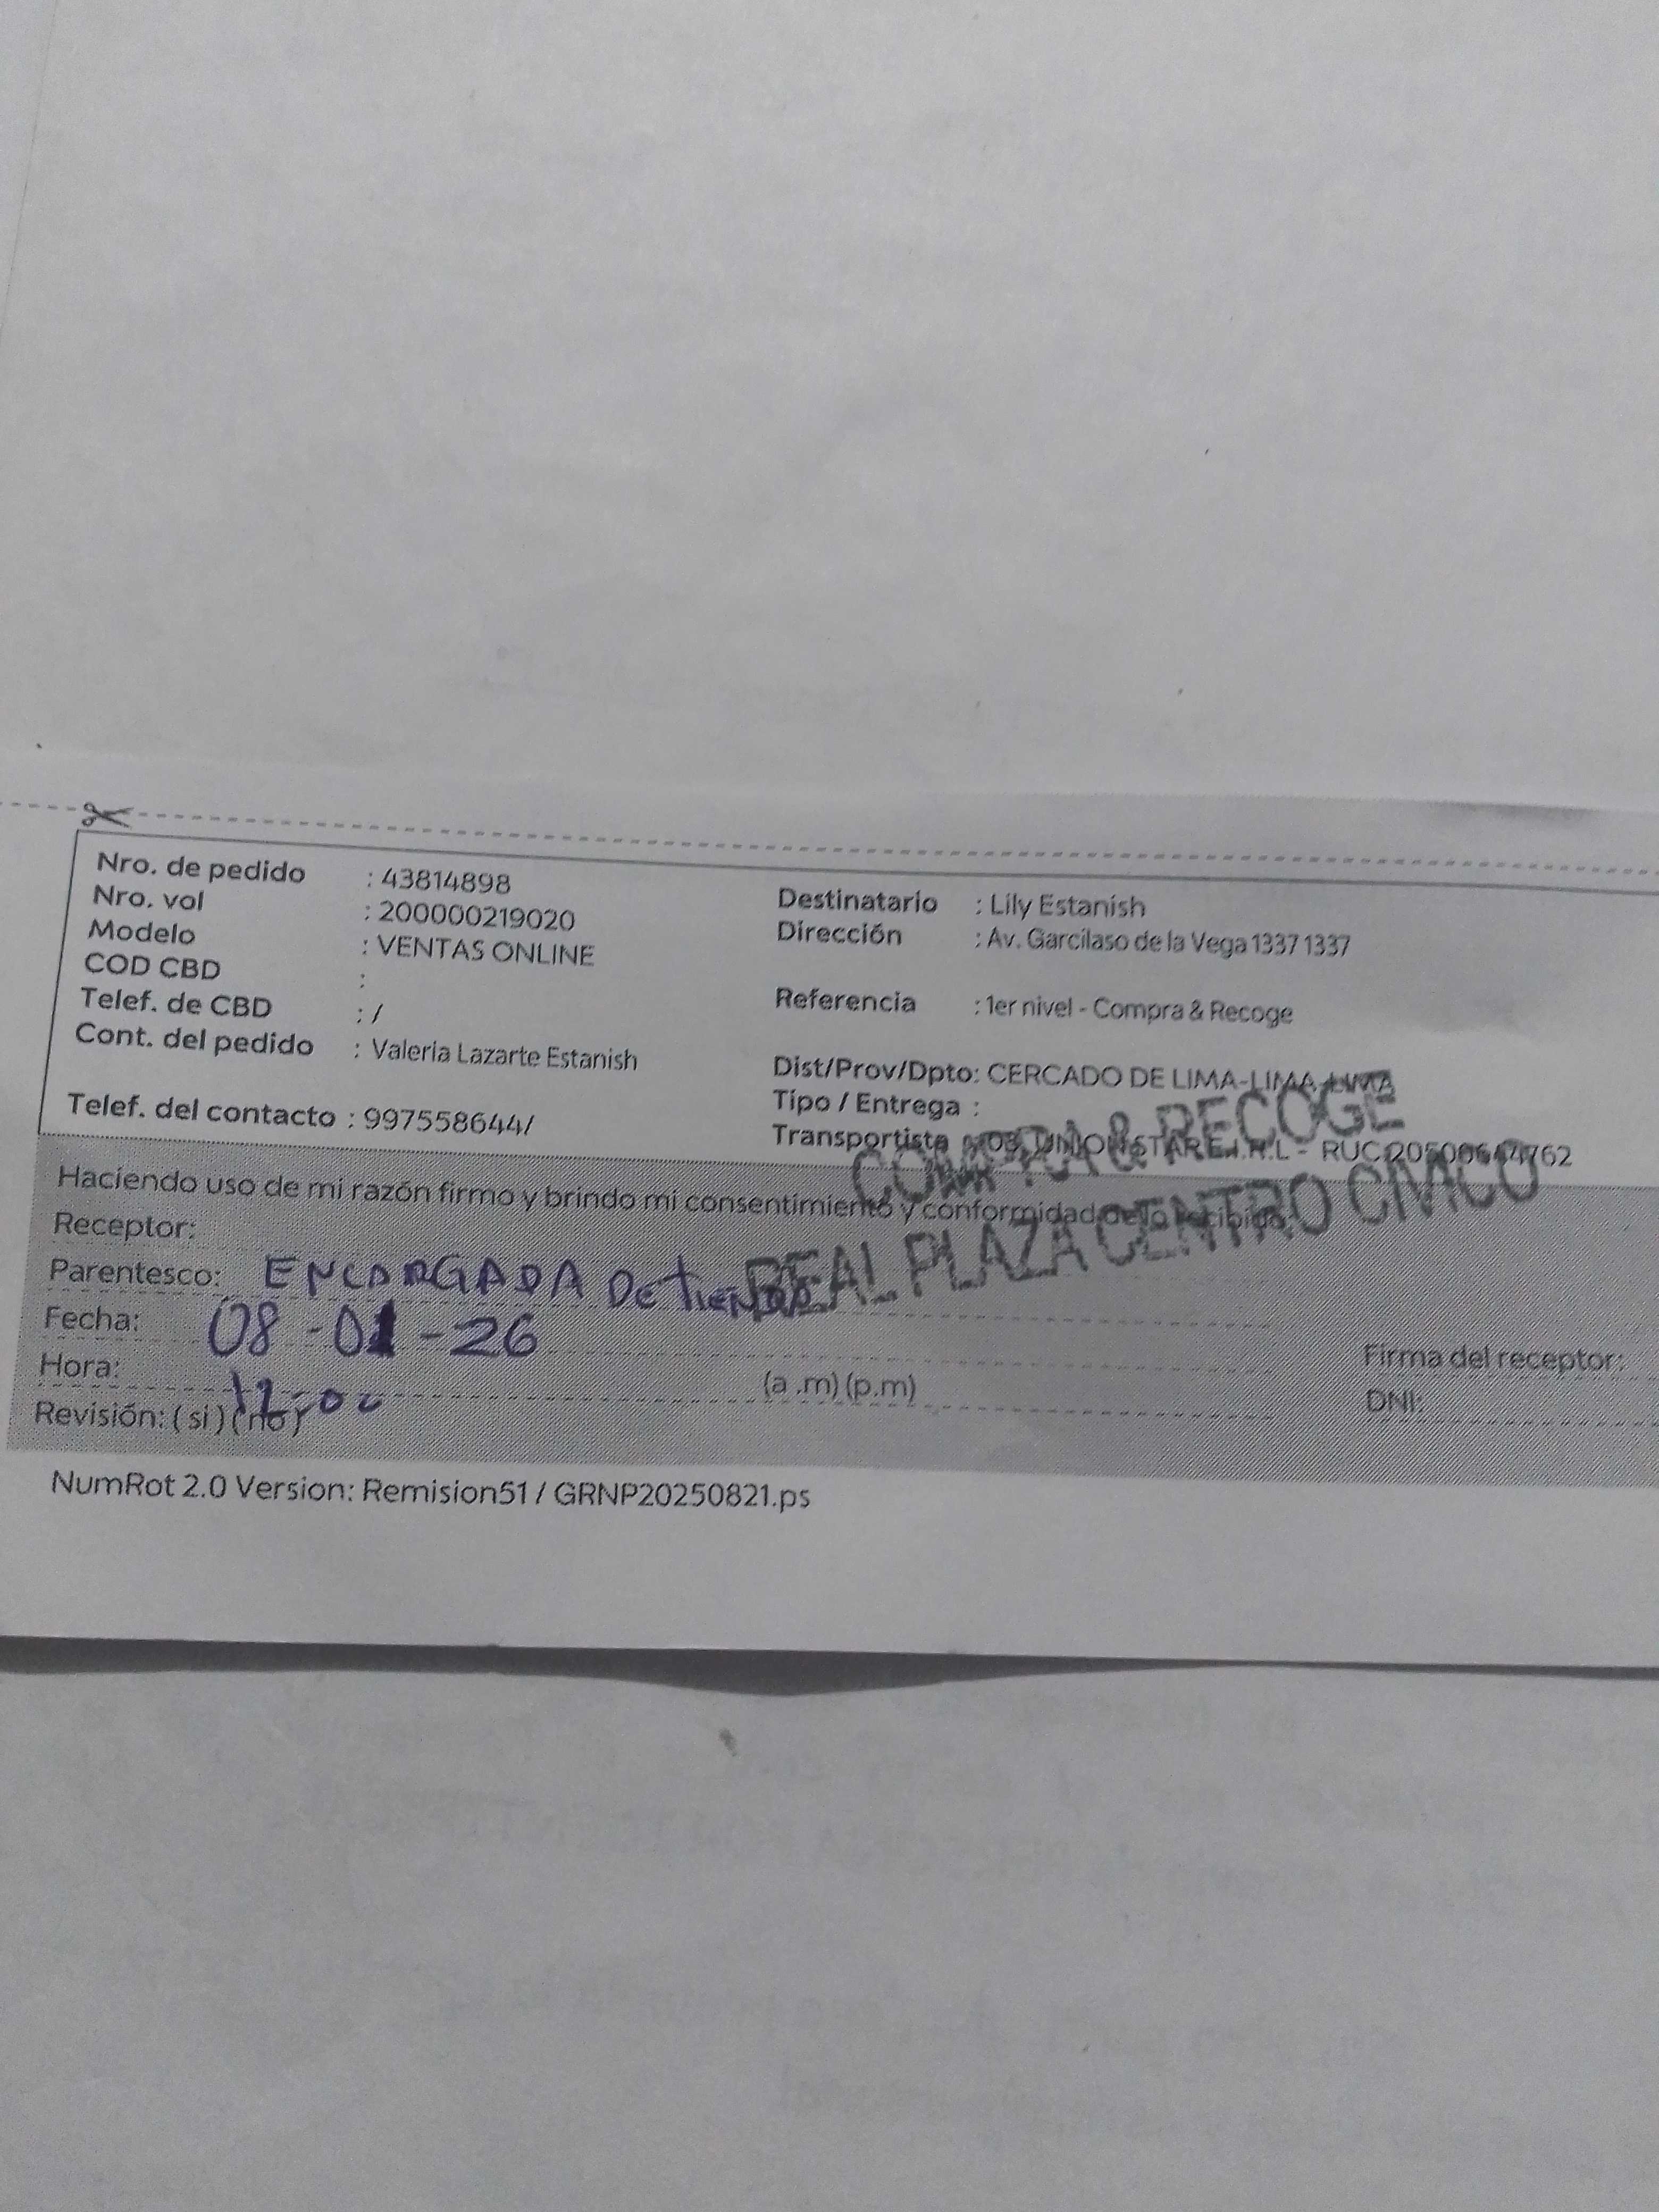 Nro. de pedido : 43814898
Nro. vol : 200000219020
Modelo : VENTAS ONLINE
COD CBD :
Telef. de CBD : /
Cont. del pedido : Valeria Lazarte Estanish
Telef. del contacto : 997558644/
Destinatario : Lily Estanish
Dirección : Av. Garcilaso de la Vega 1337 1337
Referencia : 1er nivel - Compra & Recoge
Dist/Prov/Dpto: CERCADO DE LIMA-LIMA-LIMA
Tipo / Entrega :
Transportista UNION STAR E.I.R.L - RUC:
COMPRA & RECOGE
REAL PLAZA CENTRO CIVICO
Haciendo uso de mi razón firmo y brindo mi consentimiento y conformidad de lo recibido:
Receptor:
Parentesco: ENCARGADA De tienda
Fecha: 08-01-26
Hora: 12:00 (a .m) (p.m)
Revisión: ( si ) ( no )
Firma del receptor:
DNI:
NumRot 2.0 Version: Remision51 / GRNP20250821.ps